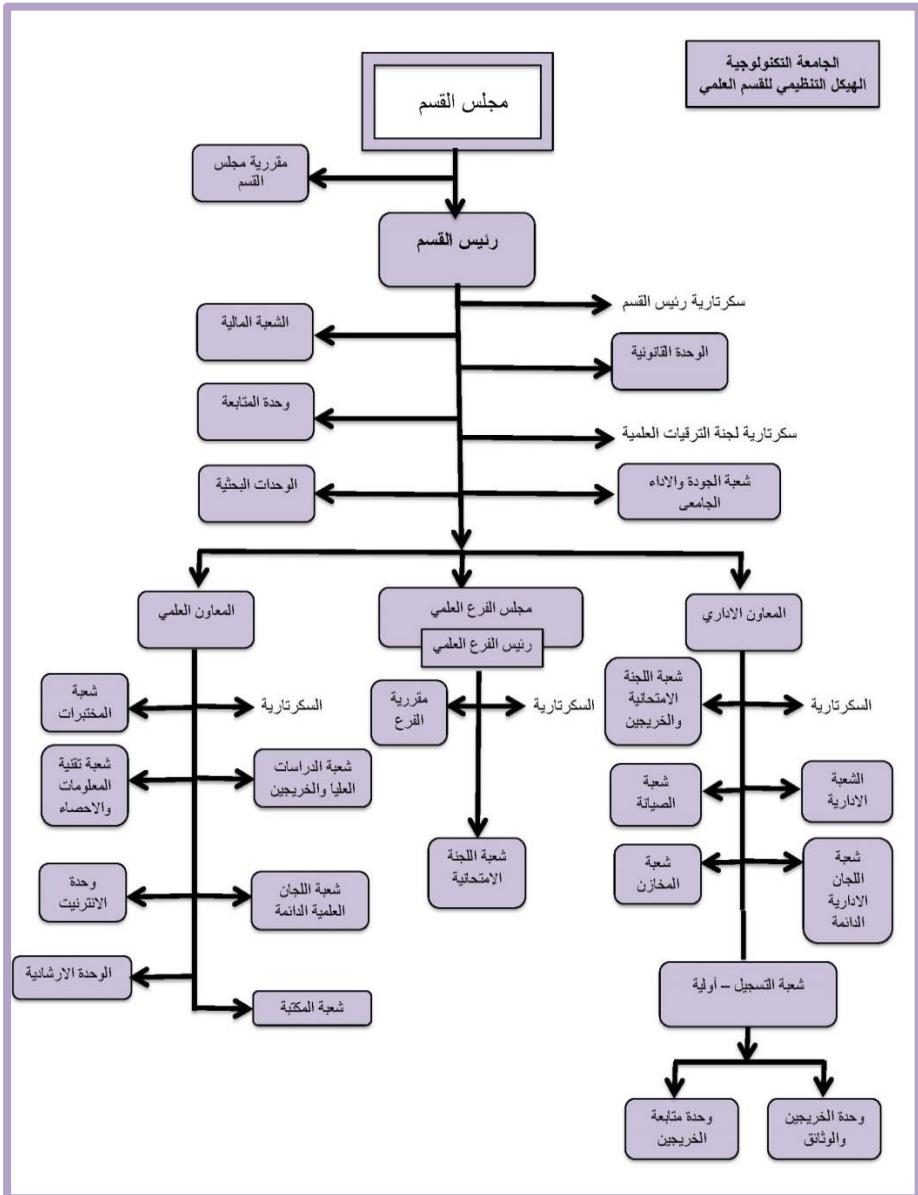 الجامعة التكنولوجية
الهيكل التنظيمي للقسم العلمي
مجلس القسم
مقررية مجلس
القسم
رئيس القسم
سكرتارية رئيس القسم
الشعبة المالية
الوحدة القانونية
وحدة المتابعة
سكرتارية لجنة الترقيات العلمية
شعبة الجودة والاداء
الجامعى
الوحدات البحثية
المعاون الاداري
مجلس الفرع العلمي
رئيس الفرع العلمي
المعاون العلمي
السكرتارية
شعبة اللجنة
الامتحانية
والخريجين
السكرتارية
مقررية
الفرع
السكرتارية
شعبة
المختبرات
الشعبة
الادارية
شعبة
الصيانة
شعبة الدراسات
العليا والخريجين
شعبة تقنية
المعلومات
والاحصاء
شعبة
اللجان
الادارية
الدائمة
شعبة
المخازن
شعبة اللجنة
الامتحانية
شعبة اللجان
العلمية الدائمة
وحدة
الانترنيت
شعبة التسجيل – أولية
الوحدة الارشادية
شعبة المكتبة
وحدة الخريجين
والوثائق
وحدة متابعة
الخريجين